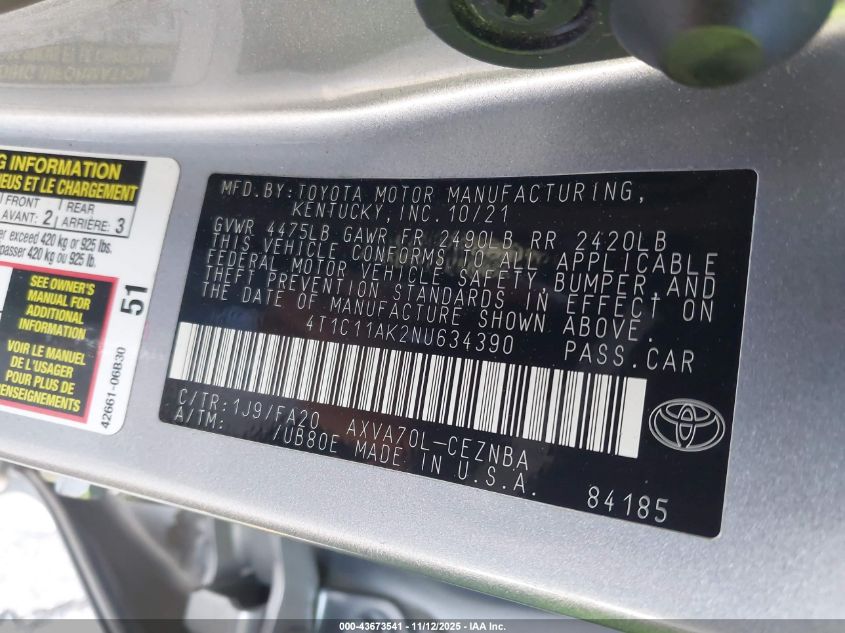 G INFORMATION
EUS ET LE CHARGEMENT
FRONT REAR
AVANT: 2 ARRIÈRE: 3
er exceed 420 kg or 925 lbs.
passer 420 kg ou 925 lb.
SEE OWNER'S
MANUAL FOR
ADDITIONAL
INFORMATION
VOIR LE MANUEL
DE L'USAGER
POUR PLUS DE
RENSEIGNEMENTS
51
42661-06B30
MFD.BY:TOYOTA MOTOR MANUFACTURING,
KENTUCKY,INC.10/21
GVWR 4475LB GAWR FR 2490LB RR 2420LB
THIS VEHICLE CONFORMS TO ALL APPLICABLE
FEDERAL MOTOR VEHICLE SAFETY,BUMPER,AND
THEFT PREVENTION STANDARDS IN EFFECT ON
THE DATE OF MANUFACTURE SHOWN ABOVE.
4T1C11AK2NU634390 PASS.CAR
C/TR:1J9/FA20 AXVA70L-CEZNBA
A/TM: /UB80E MADE IN U.S.A.
84185
000-43673541 - 11/12/2025 - IAA Inc.